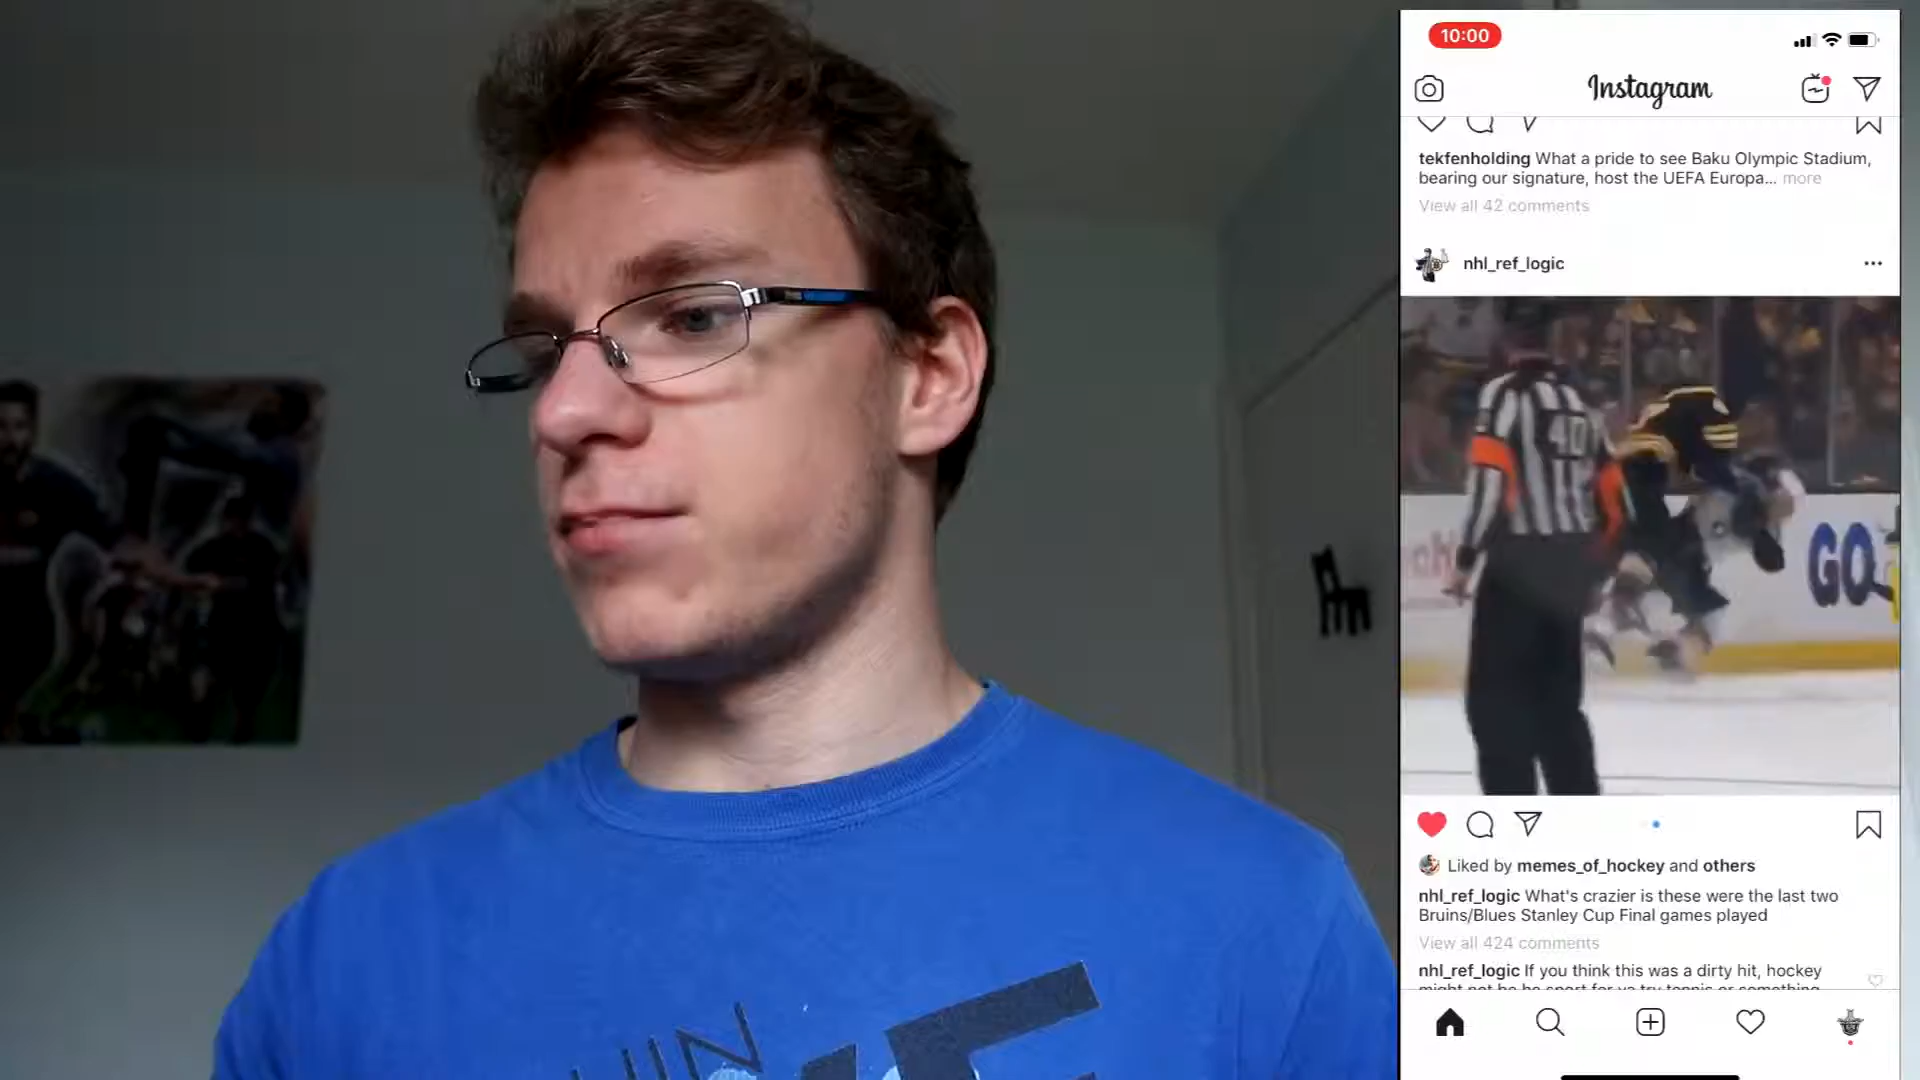 10:00
Instagram
tekfenholding What a pride to see Baku Olympic Stadium,
bearing our signature, host the UEFA Europa... more
View all 42 comments
nhl_ref_logic
40
GO
Liked by memes_of_hockey and others
nhl_ref_logic What's crazier is these were the last two
Bruins/Blues Stanley Cup Final games played
View all 424 comments
nhl_ref_logic If you think this was a dirty hit, hockey